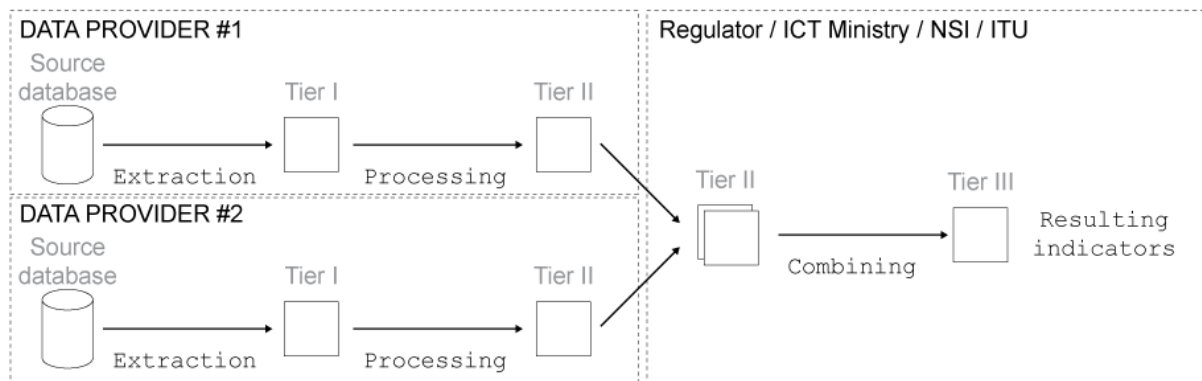 DATA PROVIDER #1
Source
database
Tier I
Tier II
Extraction
Processing
DATA PROVIDER #2
Source
database
Tier I
Tier II
Extraction
Processing
Regulator / ICT Ministry / NSI / ITU
Tier II
Tier III
Combining
Resulting
indicators